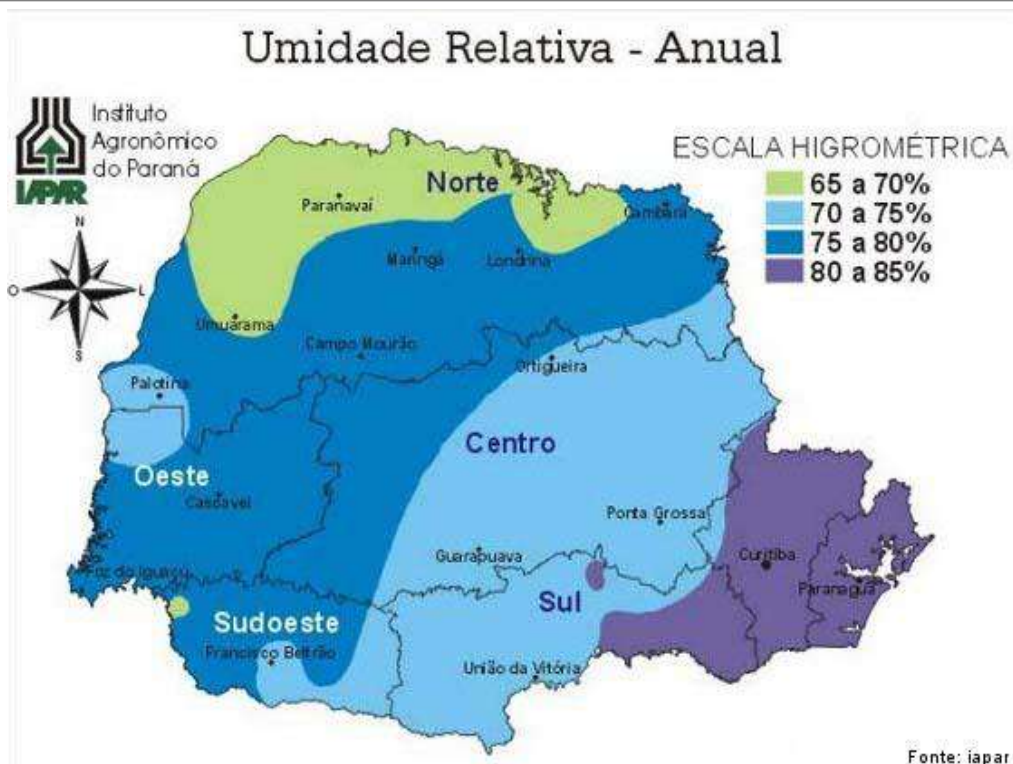 Umidade Relativa - Anual
Instituto
Agronômico
do Paraná
IAPAR
N
O
L
S
ESCALA HIGROMÉTRICA
65 a 70%
70 a 75%
75 a 80%
80 a 85%
Norte
Paranavaí
Cambará
Maringá
Londrina
Umuarama
Campo Mourão
Ortigueira
Palotina
Centro
Oeste
Cascavel
Ponta Grossa
Guarapuava
Curitiba
Foz do Iguaçu
Paranaguá
Sul
Sudoeste
Francisco Beltrão
União da Vitória
Fonte: iapar